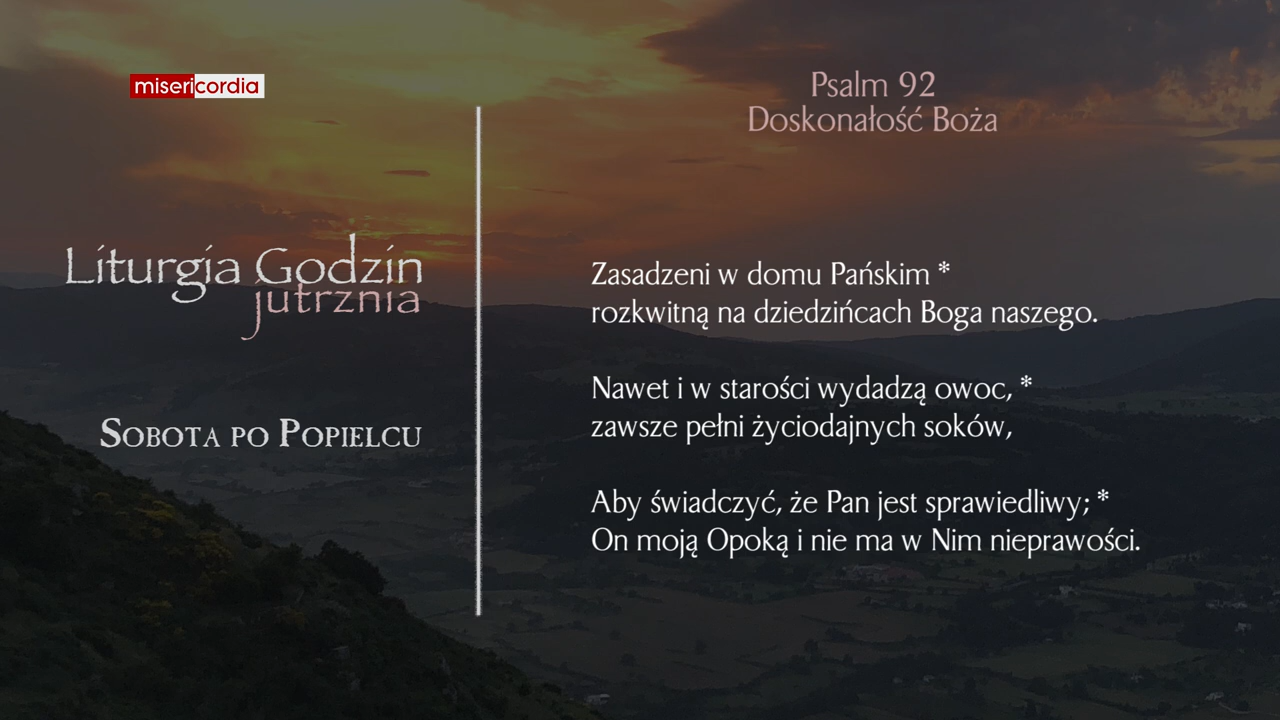 misericordia
Liturgia Godzin
jutrznia
Sobota po Popielcu
Psalm 92
Doskonałość Boża
Zasadzeni w domu Pańskim *
rozkwitną na dziedzińcach Boga naszego.
Nawet i w starości wydadzą owoc, *
zawsze pełni życiodajnych soków,
Aby świadczyć, że Pan jest sprawiedliwy; *
On moją Opoką i nie ma w Nim nieprawości.